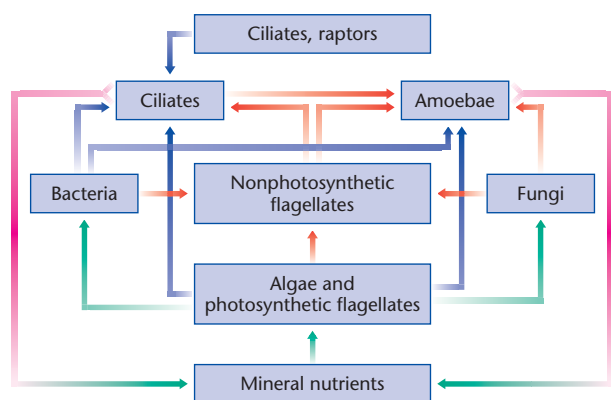 Ciliates, raptors
Ciliates
Amoebae
Bacteria
Nonphotosynthetic
flagellates
Fungi
Algae and
photosynthetic flagellates
Mineral nutrients